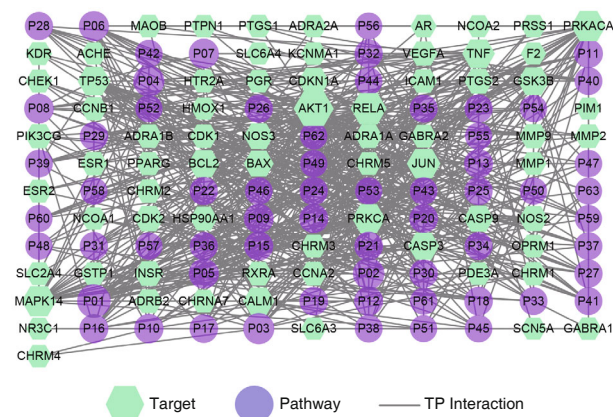 P28 P06 MAOB PTPN1 PTGS1 ADRA2A P56 AR NCOA2 PRSS1 PRKACA
KDR ACHE P42 P07 SLC6A4 KCNMA1 P32 VEGFA TNF F2 P11
CHEK1 TP53 P04 HTR2A PGR CDKN1A P44 ICAM1 PTGS2 GSK3B P40
P08 CCNB1 P52 HMOX1 P26 AKT1 RELA P35 P23 P54 PIM1
PIK3CG P29 ADRA1B CDK1 NOS3 P62 ADRA1A GABRA2 P55 MMP9 MMP2
P39 ESR1 PPARG BCL2 BAX P49 CHRM5 JUN P13 MMP1 P47
ESR2 P58 CHRM2 P22 P46 P24 P53 P43 P25 P50 P63
P60 NCOA1 CDK2 HSP90AA1 P09 P14 PRKCA P20 CASP9 NOS2 P59
P48 P31 P57 P36 P15 CHRM3 P21 CASP3 P34 OPRM1 P37
SLC2A4 GSTP1 INSR P05 RXRA CCNA2 P02 P30 PDE3A CHRM1 P27
MAPK14 P01 ADRB2 CHRNA7 CALM1 P19 P12 P61 P18 P33 P41
NR3C1 P16 P10 P17 P03 SLC6A3 P38 P51 P45 SCN5A GABRA1
CHRM4
Target Pathway TP Interaction